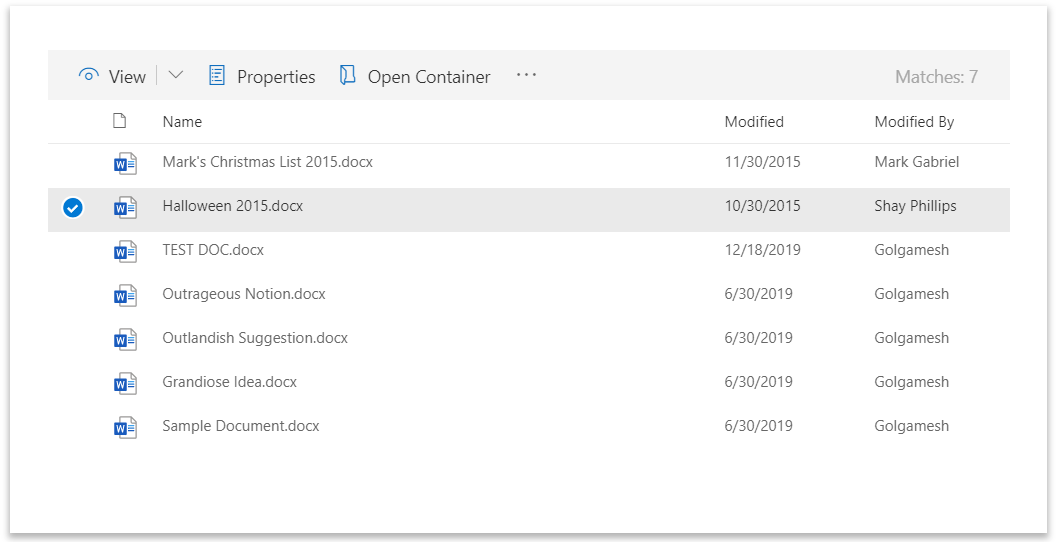 View Properties Open Container ... Matches: 7
Name Modified Modified By
W Mark's Christmas List 2015.docx 11/30/2015 Mark Gabriel
W Halloween 2015.docx 10/30/2015 Shay Phillips
W TEST DOC.docx 12/18/2019 Golgamesh
W Outrageous Notion.docx 6/30/2019 Golgamesh
W Outlandish Suggestion.docx 6/30/2019 Golgamesh
W Grandiose Idea.docx 6/30/2019 Golgamesh
W Sample Document.docx 6/30/2019 Golgamesh